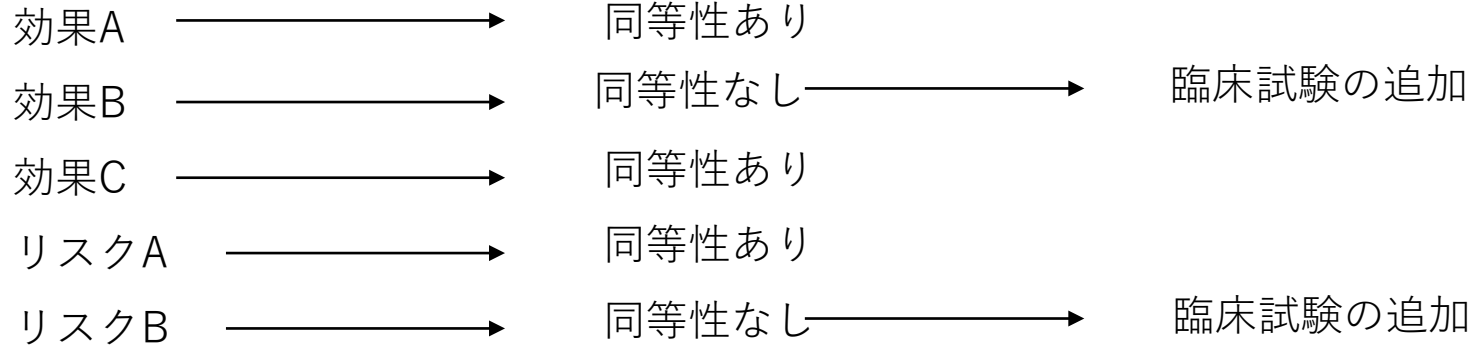 効果A 同等性あり
効果B 同等性なし 臨床試験の追加
効果C 同等性あり
リスクA 同等性あり
リスクB 同等性なし 臨床試験の追加